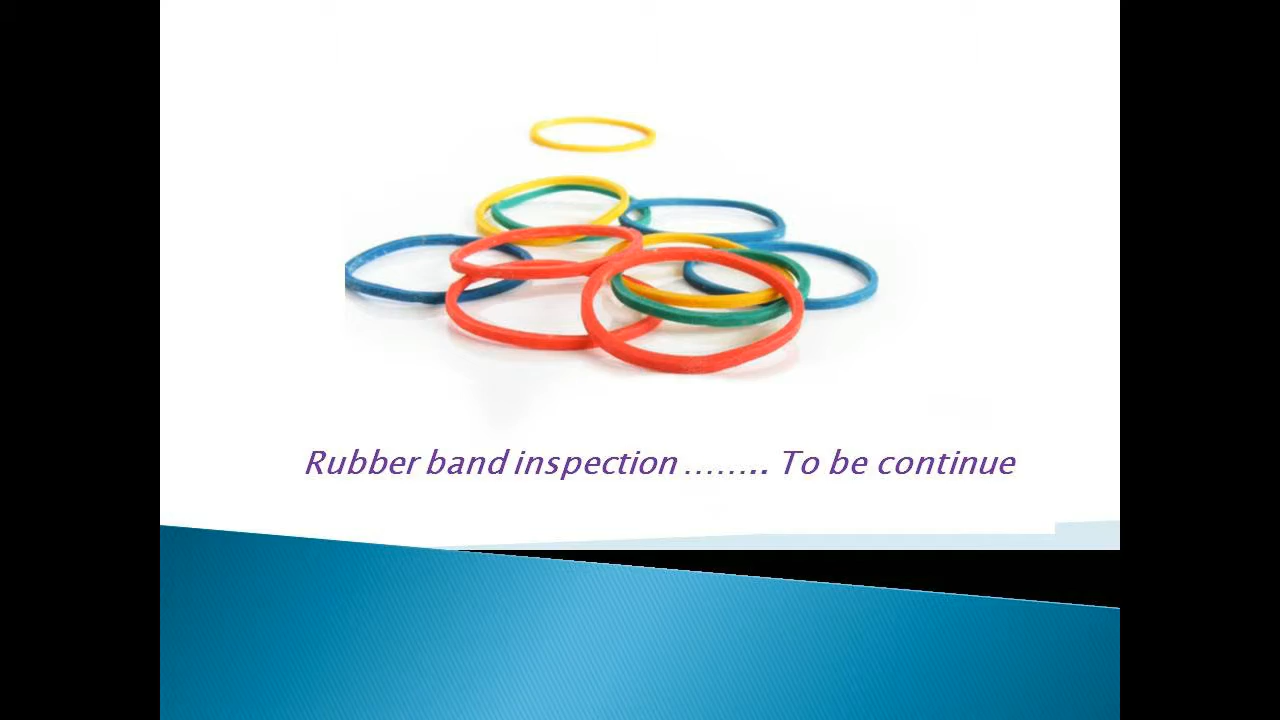 Rubber band inspection …….. To be continue